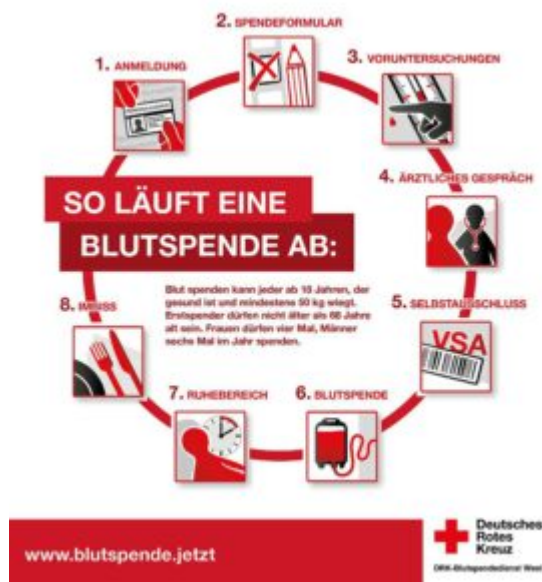 2. SPENDEFORMULAR
1. ANMELDUNG
3. VORUNTERSUCHUNGEN
4. ÄRZTLICHES GESPRÄCH
SO LÄUFT EINE
BLUTSPENDE AB:
Blut spenden kann jeder ab 18 Jahren, der
gesund ist und mindestens 50 kg wiegt.
Erstspender dürfen nicht älter als 68 Jahre
alt sein. Frauen dürfen vier Mal, Männer
sechs Mal im Jahr spenden.
5. SELBSTAUSSCHLUSS
VSA
8. IMBISS
7. RUHEBEREICH
6. BLUTSPENDE
www.blutspende.jetzt
Deutsches
Rotes
Kreuz
DRK-Blutspendedienst West